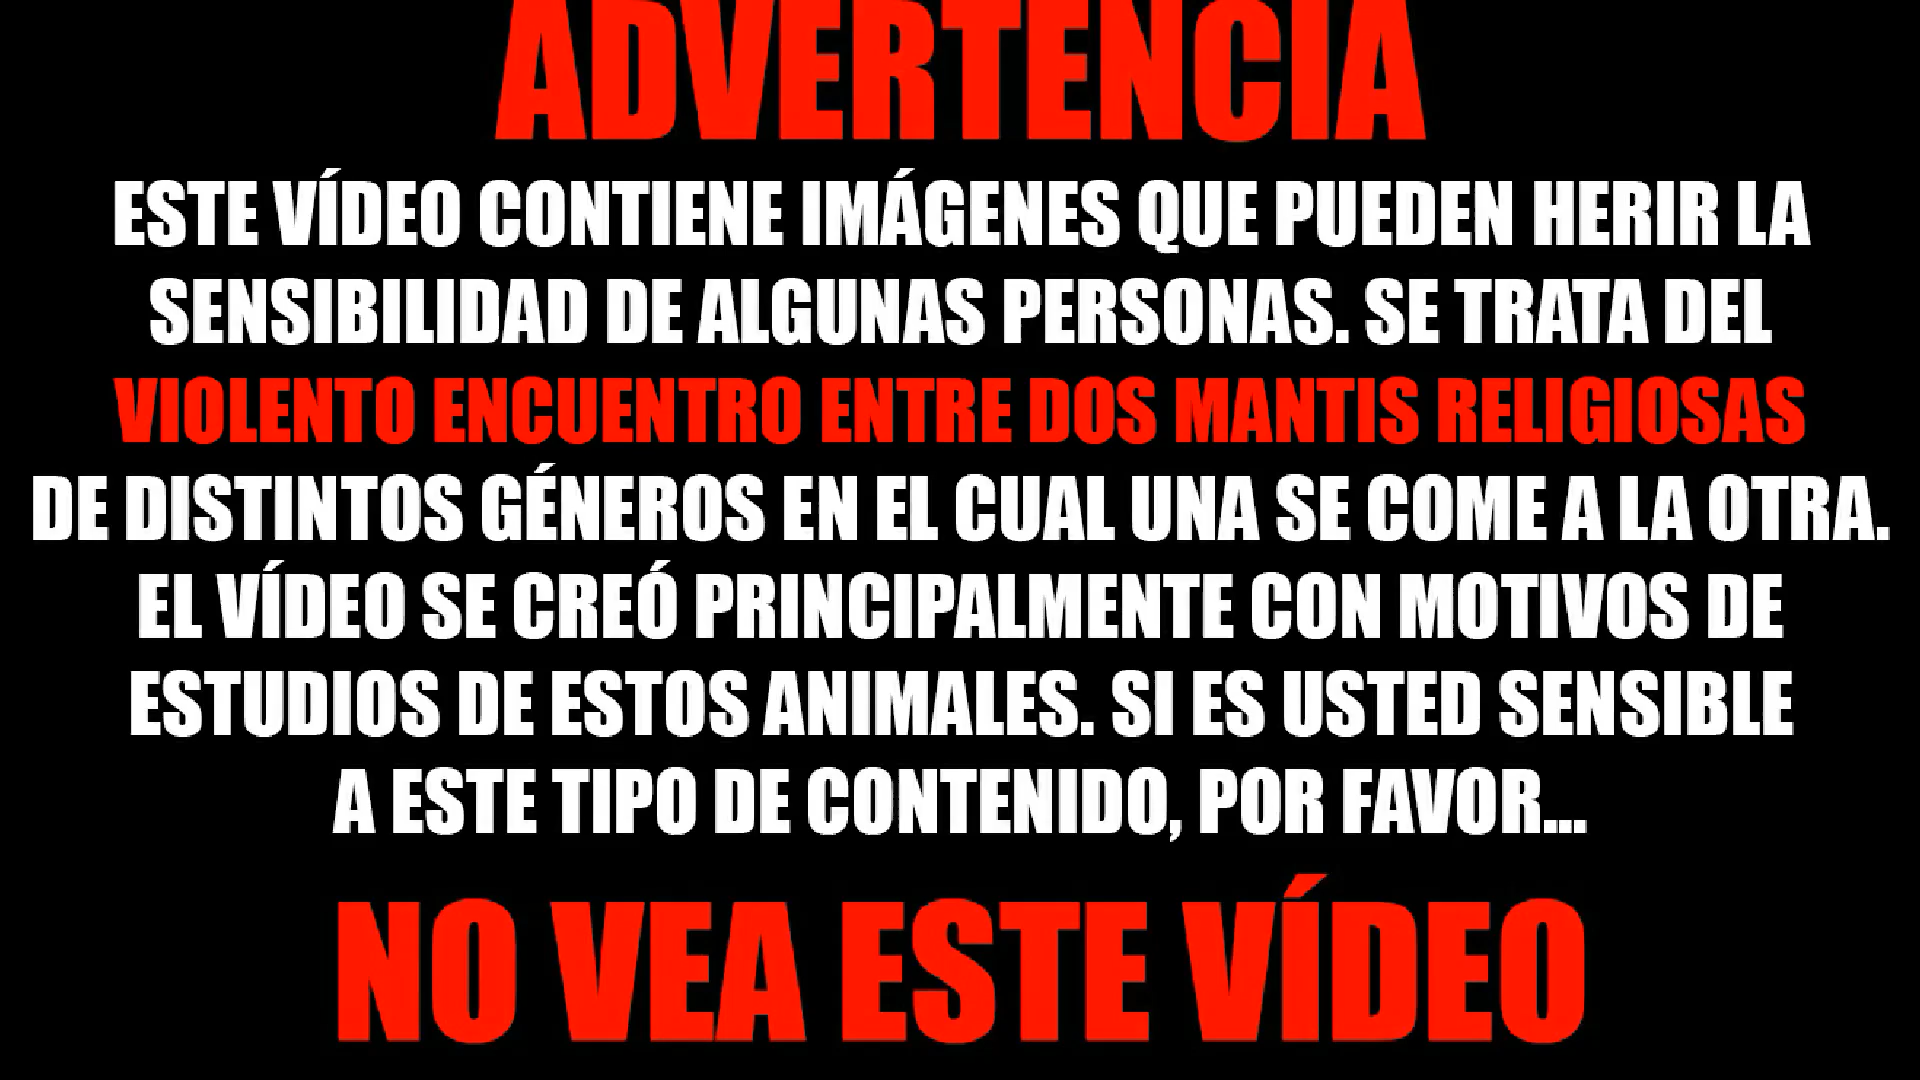 ADVERTENCIA
ESTE VÍDEO CONTIENE IMÁGENES QUE PUEDEN HERIR LA
SENSIBILIDAD DE ALGUNAS PERSONAS. SE TRATA DEL
VIOLENTO ENCUENTRO ENTRE DOS MANTIS RELIGIOSAS
DE DISTINTOS GÉNEROS EN EL CUAL UNA SE COME A LA OTRA.
EL VÍDEO SE CREÓ PRINCIPALMENTE CON MOTIVOS DE
ESTUDIOS DE ESTOS ANIMALES. SI ES USTED SENSIBLE
A ESTE TIPO DE CONTENIDO, POR FAVOR...
NO VEA ESTE VÍDEO